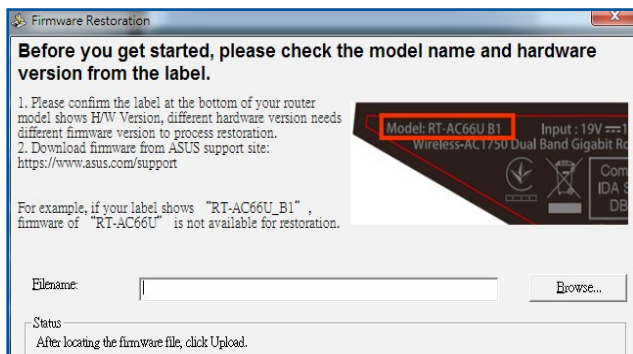 Firmware Restoration
Before you get started, please check the model name and hardware
version from the label.
1. Please confirm the label at the bottom of your router
model shows H/W Version, different hardware version needs
different firmware version to process restoration.
2. Download firmware from ASUS support site:
https://www.asus.com/support
For example, if your label shows “RT-AC66U_B1”,
firmware of “RT-AC66U” is not available for restoration.
Model: RT-AC66U B1 Input : 19V⎓1
Wireless-AC1750 Dual Band Gigabit Ro
Com
IDA S
DB
Filename:
Browse...
Status
After locating the firmware file, click Upload.